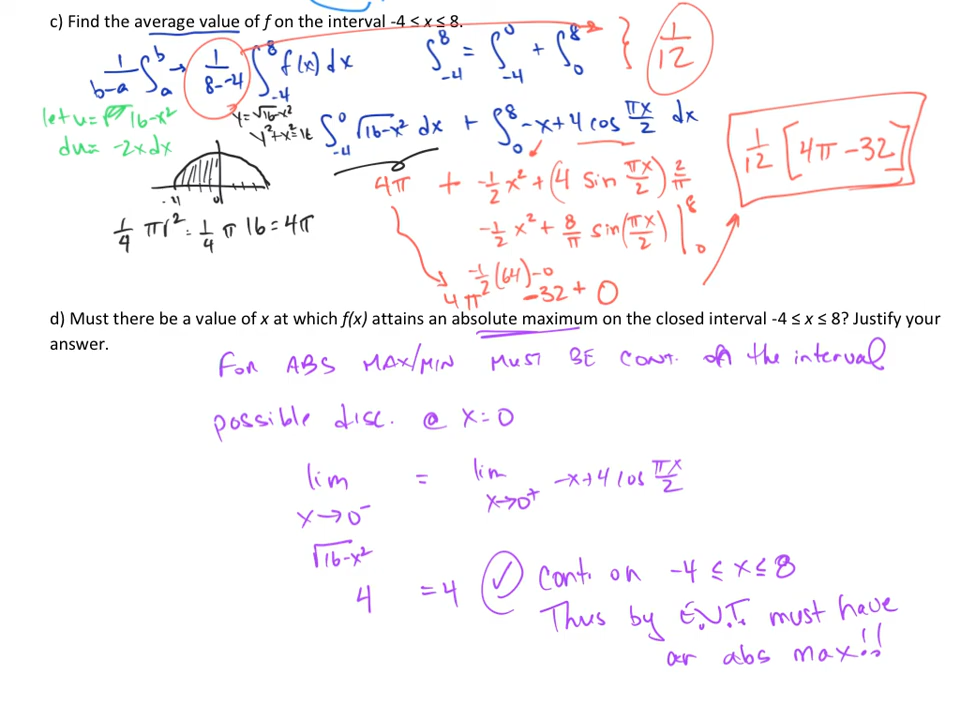 c) Find the average value of f on the interval -4 ≤ x ≤ 8.
1/(b-a) ∫_a^b → 1/(8--4) ∫_-4^8 f(x) dx
∫_-4^8 = ∫_-4^0 + ∫_0^8 } 1/12
let u = 16-x²
du = -2xdx
y = √16-x²
y²+x²=16
∫_-4^0 √16-x² dx + ∫_0^8 -x+4 cos πx/2 dx
1/12 [4π-32]
4π + -1/2 x² + (4 sin πx/2) 2/π
-4 0
1/4 πr² = 1/4 π 16 = 4π
-1/2 x² + 8/π sin(πx/2) |_0^8
-1/2 (64)-0
4π -32 + 0
d) Must there be a value of x at which f(x) attains an absolute maximum on the closed interval -4 ≤ x ≤ 8? Justify your
answer.
For ABS MAX/MIN MUST BE CONT. on the interval
possible disc. @ x=0
lim x→0⁻ = lim x→0⁺ -x+4 cos πx/2
√16-x²
4 = 4 ✓ Cont. on -4 ≤ x ≤ 8
Thus by E.V.T. must have
an abs max!!